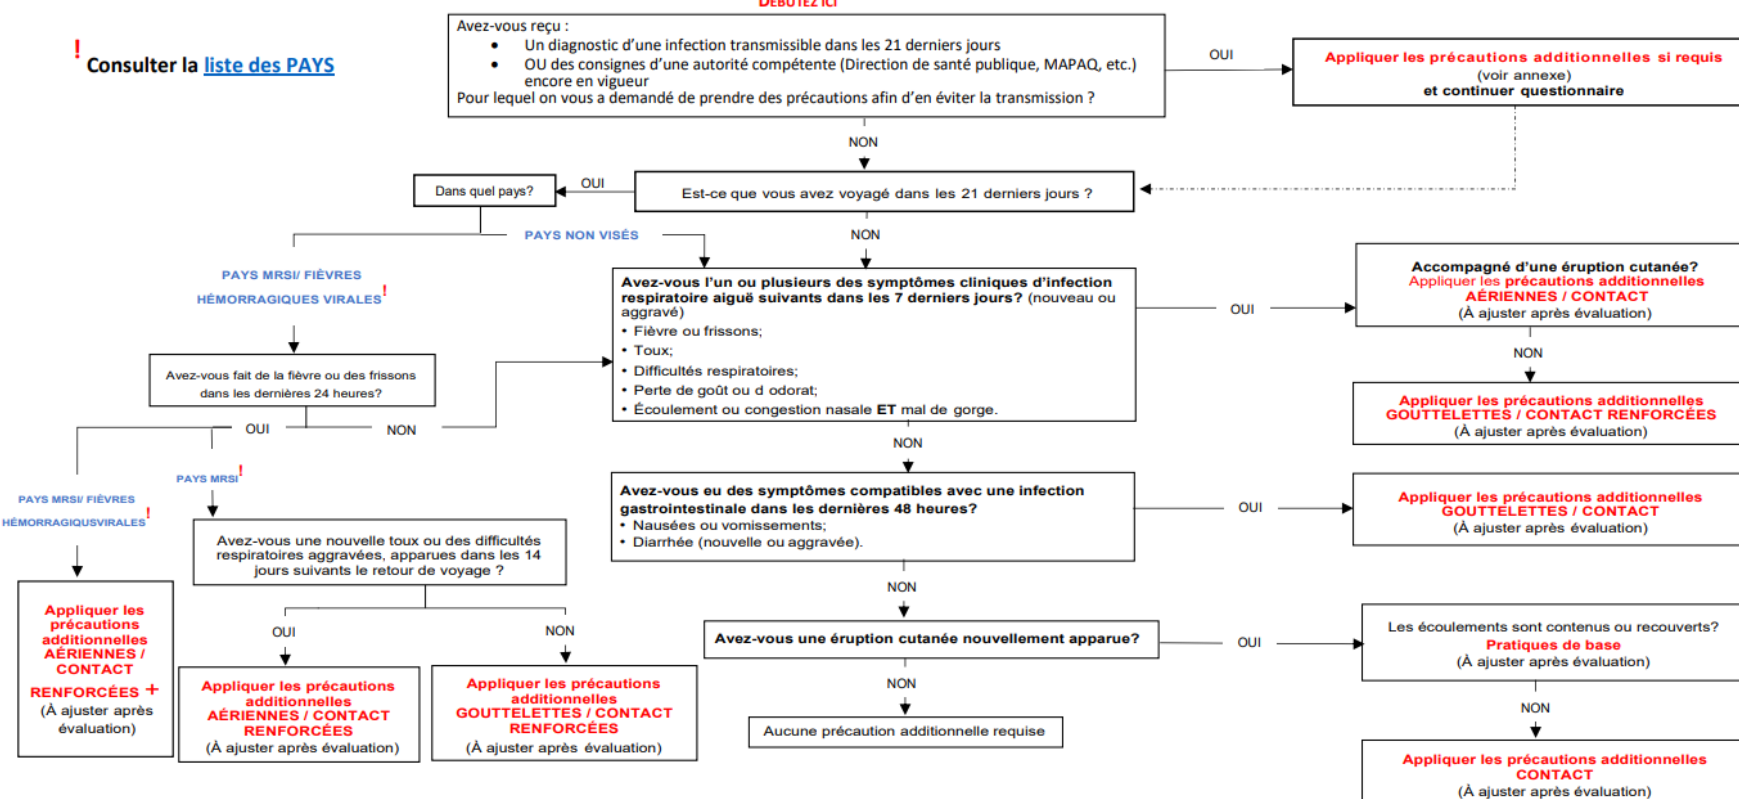 DÉBUTEZ ICI
! Consulter la liste des PAYS
Avez-vous reçu :
• Un diagnostic d'une infection transmissible dans les 21 derniers jours
• OU des consignes d'une autorité compétente (Direction de santé publique, MAPAQ, etc.)
encore en vigueur
Pour lequel on vous a demandé de prendre des précautions afin d'en éviter la transmission ?
OUI
Appliquer les précautions additionnelles si requis
(voir annexe)
et continuer questionnaire
NON
Est-ce que vous avez voyagé dans les 21 derniers jours ?
OUI
Dans quel pays?
PAYS NON VISÉS
NON
PAYS MRSI/ FIÈVRES
HÉMORRAGIQUES VIRALES!
Avez-vous l'un ou plusieurs des symptômes cliniques d'infection
respiratoire aiguë suivants dans les 7 derniers jours? (nouveau ou
aggravé)
• Fièvre ou frissons;
• Toux;
• Difficultés respiratoires;
• Perte de goût ou d odorat;
• Écoulement ou congestion nasale ET mal de gorge.
OUI
Accompagné d'une éruption cutanée?
Appliquer les précautions additionnelles
AÉRIENNES / CONTACT
(À ajuster après évaluation)
NON
Appliquer les précautions additionnelles
GOUTTELETTES / CONTACT RENFORCÉES
(À ajuster après évaluation)
Avez-vous fait de la fièvre ou des frissons
dans les dernières 24 heures?
OUI
NON
PAYS MRSI/ FIÈVRES
HÉMORRAGIQUSVIRALES!
PAYS MRSI!
NON
Avez-vous eu des symptômes compatibles avec une infection
gastrointestinale dans les dernières 48 heures?
• Nausées ou vomissements;
• Diarrhée (nouvelle ou aggravée).
OUI
Appliquer les précautions additionnelles
GOUTTELETTES / CONTACT
(À ajuster après évaluation)
Avez-vous une nouvelle toux ou des difficultés
respiratoires aggravées, apparues dans les 14
jours suivants le retour de voyage ?
OUI
NON
Appliquer les
précautions
additionnelles
AÉRIENNES /
CONTACT
RENFORCÉES +
(À ajuster après
évaluation)
Appliquer les précautions
additionnelles
AÉRIENNES / CONTACT
RENFORCÉES
(À ajuster après évaluation)
Appliquer les précautions
additionnelles
GOUTTELETTES / CONTACT
RENFORCÉES
(À ajuster après évaluation)
NON
Avez-vous une éruption cutanée nouvellement apparue?
OUI
Les écoulements sont contenus ou recouverts?
Pratiques de base
(À ajuster après évaluation)
NON
Aucune précaution additionnelle requise
NON
Appliquer les précautions additionnelles
CONTACT
(À ajuster après évaluation)